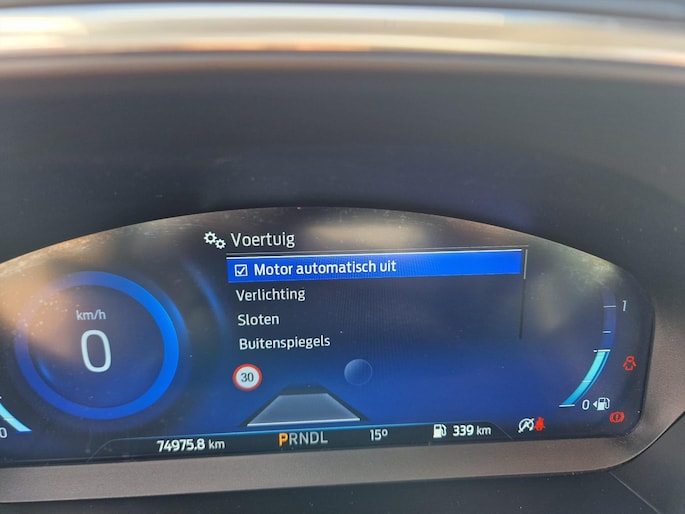 Voertuig
Motor automatisch uit
Verlichting
Sloten
Buitenspiegels
km/h
0
30
1
0
0
74975.8 km
PRNDL
15°
339 km